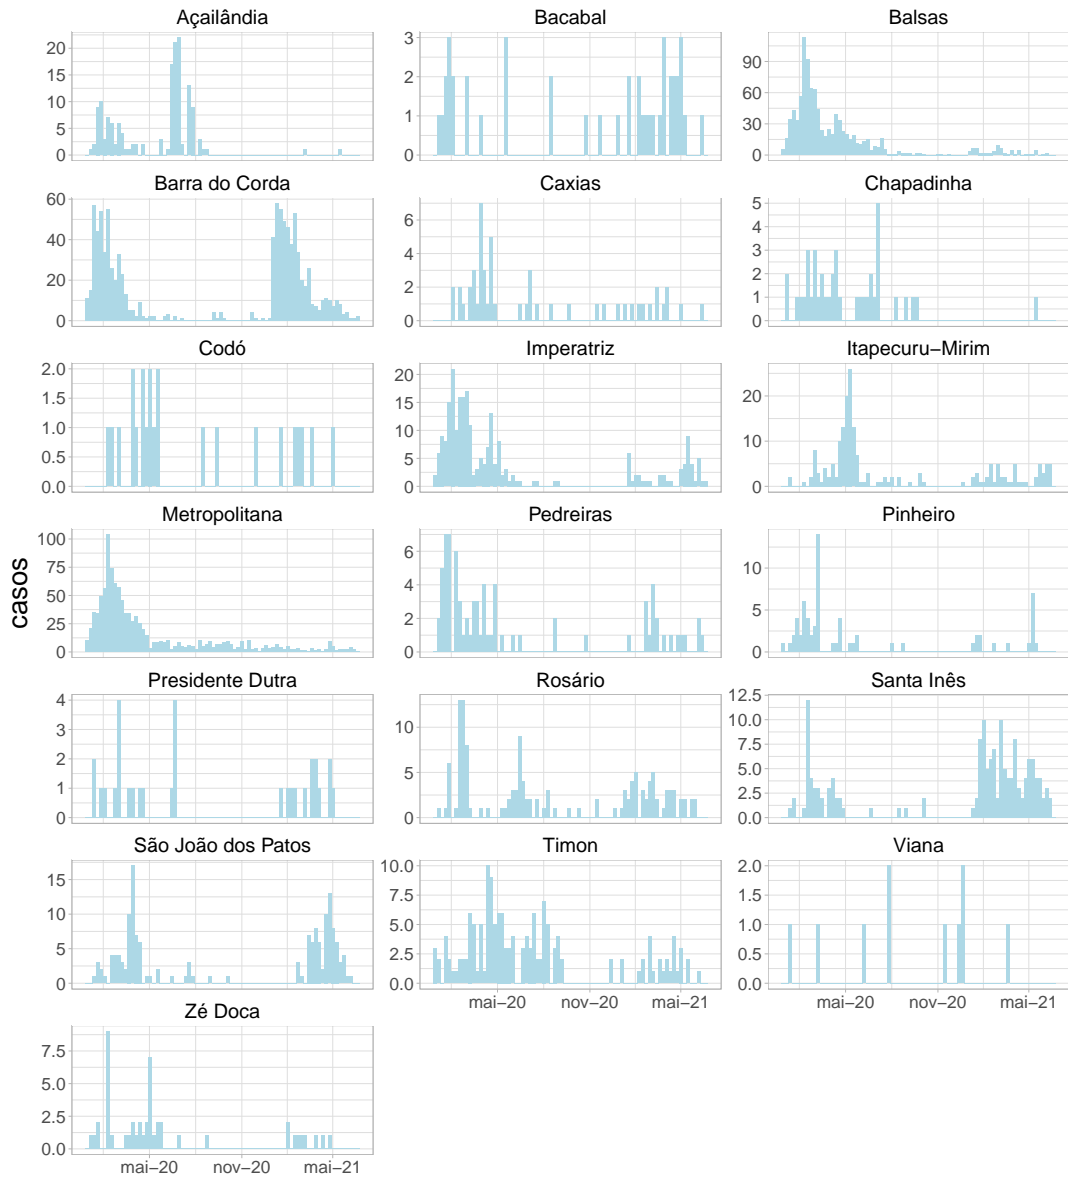 Açailândia Bacabal Balsas
20 3 90
15 2 60
10 1 30
5 0 0
0
Barra do Corda Caxias Chapadinha
60 6 5
40 4 4
20 2 3
0 0 2
1
0
Codó Imperatriz Itapecuru−Mirim
2.0 20 20
1.5 15 10
1.0 10 0
0.5 5
0.0 0
Metropolitana Pedreiras Pinheiro
100 6 10
75 4 5
50 2 0
25 0
0
casos
Presidente Dutra Rosário Santa Inês
4 10 12.5
3 5 10.0
2 0 7.5
1 5.0
0 2.5
0.0
São João dos Patos Timon Viana
15 10.0 2.0
10 7.5 1.5
5 5.0 1.0
0 2.5 0.5
0.0 0.0
mai−20 nov−20 mai−21 mai−20 nov−20 mai−21
Zé Doca
7.5
5.0
2.5
0.0
mai−20 nov−20 mai−21